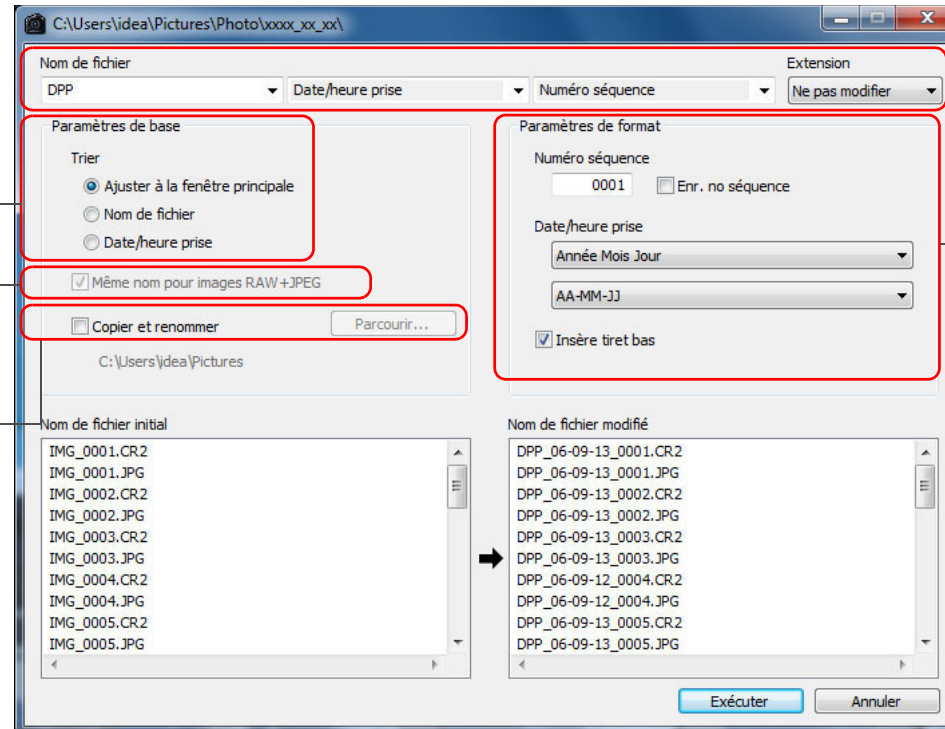 C:\Users\idea\Pictures\Photo\xxxx_xx_xx\
Nom de fichier
Extension
DPP
Date/heure prise
Numéro séquence
Ne pas modifier
Paramètres de base
Trier
Ajuster à la fenêtre principale
Nom de fichier
Date/heure prise
Même nom pour images RAW+JPEG
Copier et renommer
Parcourir...
C:\Users\idea\Pictures
Paramètres de format
Numéro séquence
0001
Enr. no séquence
Date/heure prise
Année Mois Jour
AA-MM-JJ
Insère tiret bas
Nom de fichier initial
IMG_0001.CR2
IMG_0001.JPG
IMG_0002.CR2
IMG_0002.JPG
IMG_0003.CR2
IMG_0003.JPG
IMG_0004.CR2
IMG_0004.JPG
IMG_0005.CR2
IMG_0005.JPG
Nom de fichier modifié
DPP_06-09-13_0001.CR2
DPP_06-09-13_0001.JPG
DPP_06-09-13_0002.CR2
DPP_06-09-13_0002.JPG
DPP_06-09-13_0003.CR2
DPP_06-09-13_0003.JPG
DPP_06-09-12_0004.CR2
DPP_06-09-12_0004.JPG
DPP_06-09-13_0005.CR2
DPP_06-09-13_0005.JPG
Exécuter
Annuler